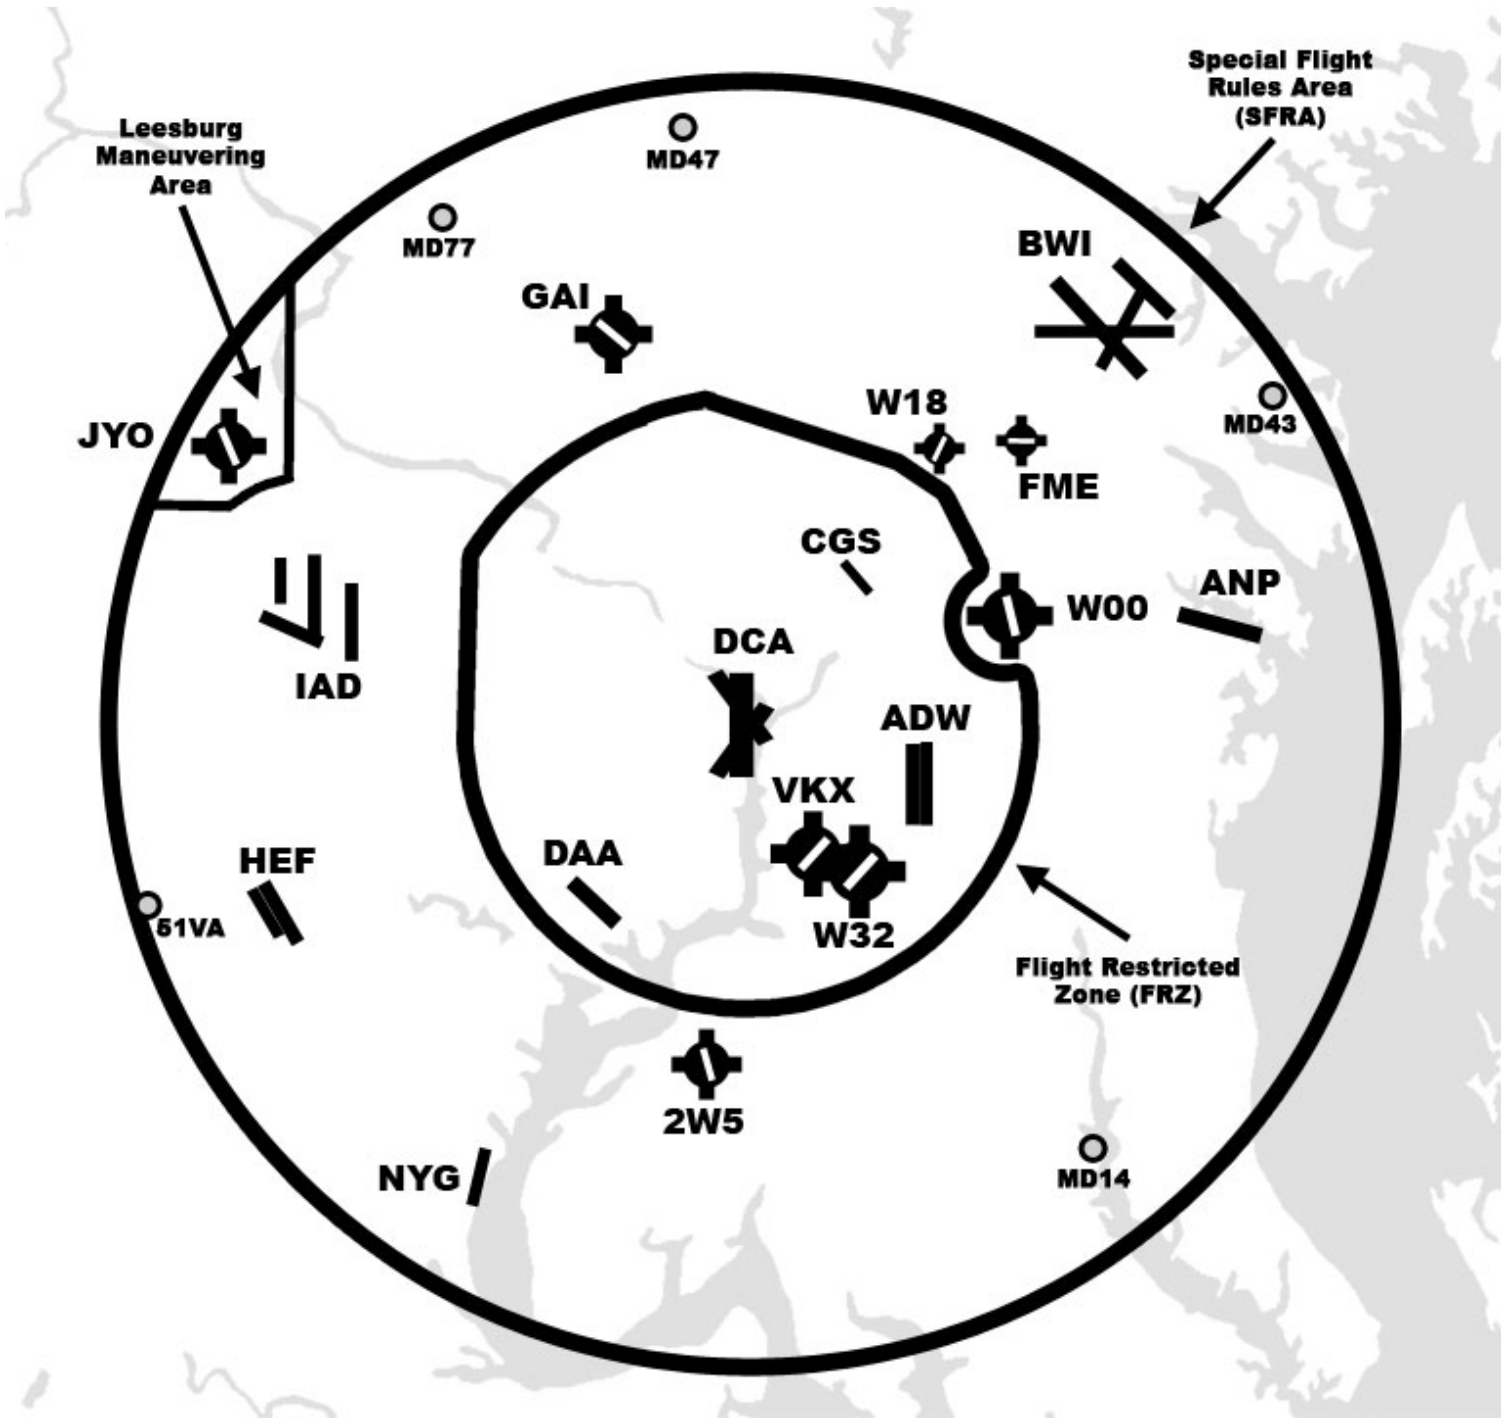 Special Flight
Rules Area
(SFRA)
Leesburg
Maneuvering
Area
MD47
MD77
BWI
GAI
W18
MD43
JYO
FME
CGS
ANP
W00
DCA
IAD
ADW
VKX
DAA
HEF
51VA
W32
Flight Restricted
Zone (FRZ)
2W5
NYG
MD14